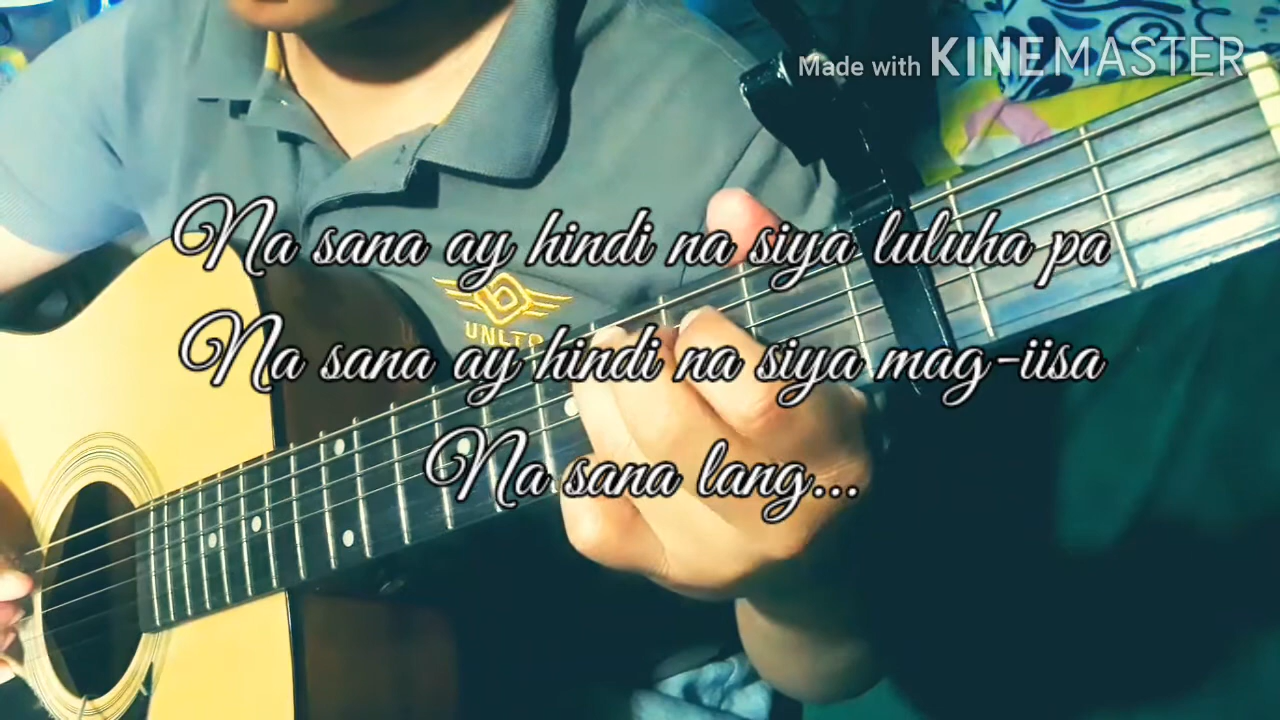 Made with KINEMASTER
Na sana ay hindi na siya luluha pa
UNLTD
Na sana ay hindi na siya mag-iisa
Na sana lang...